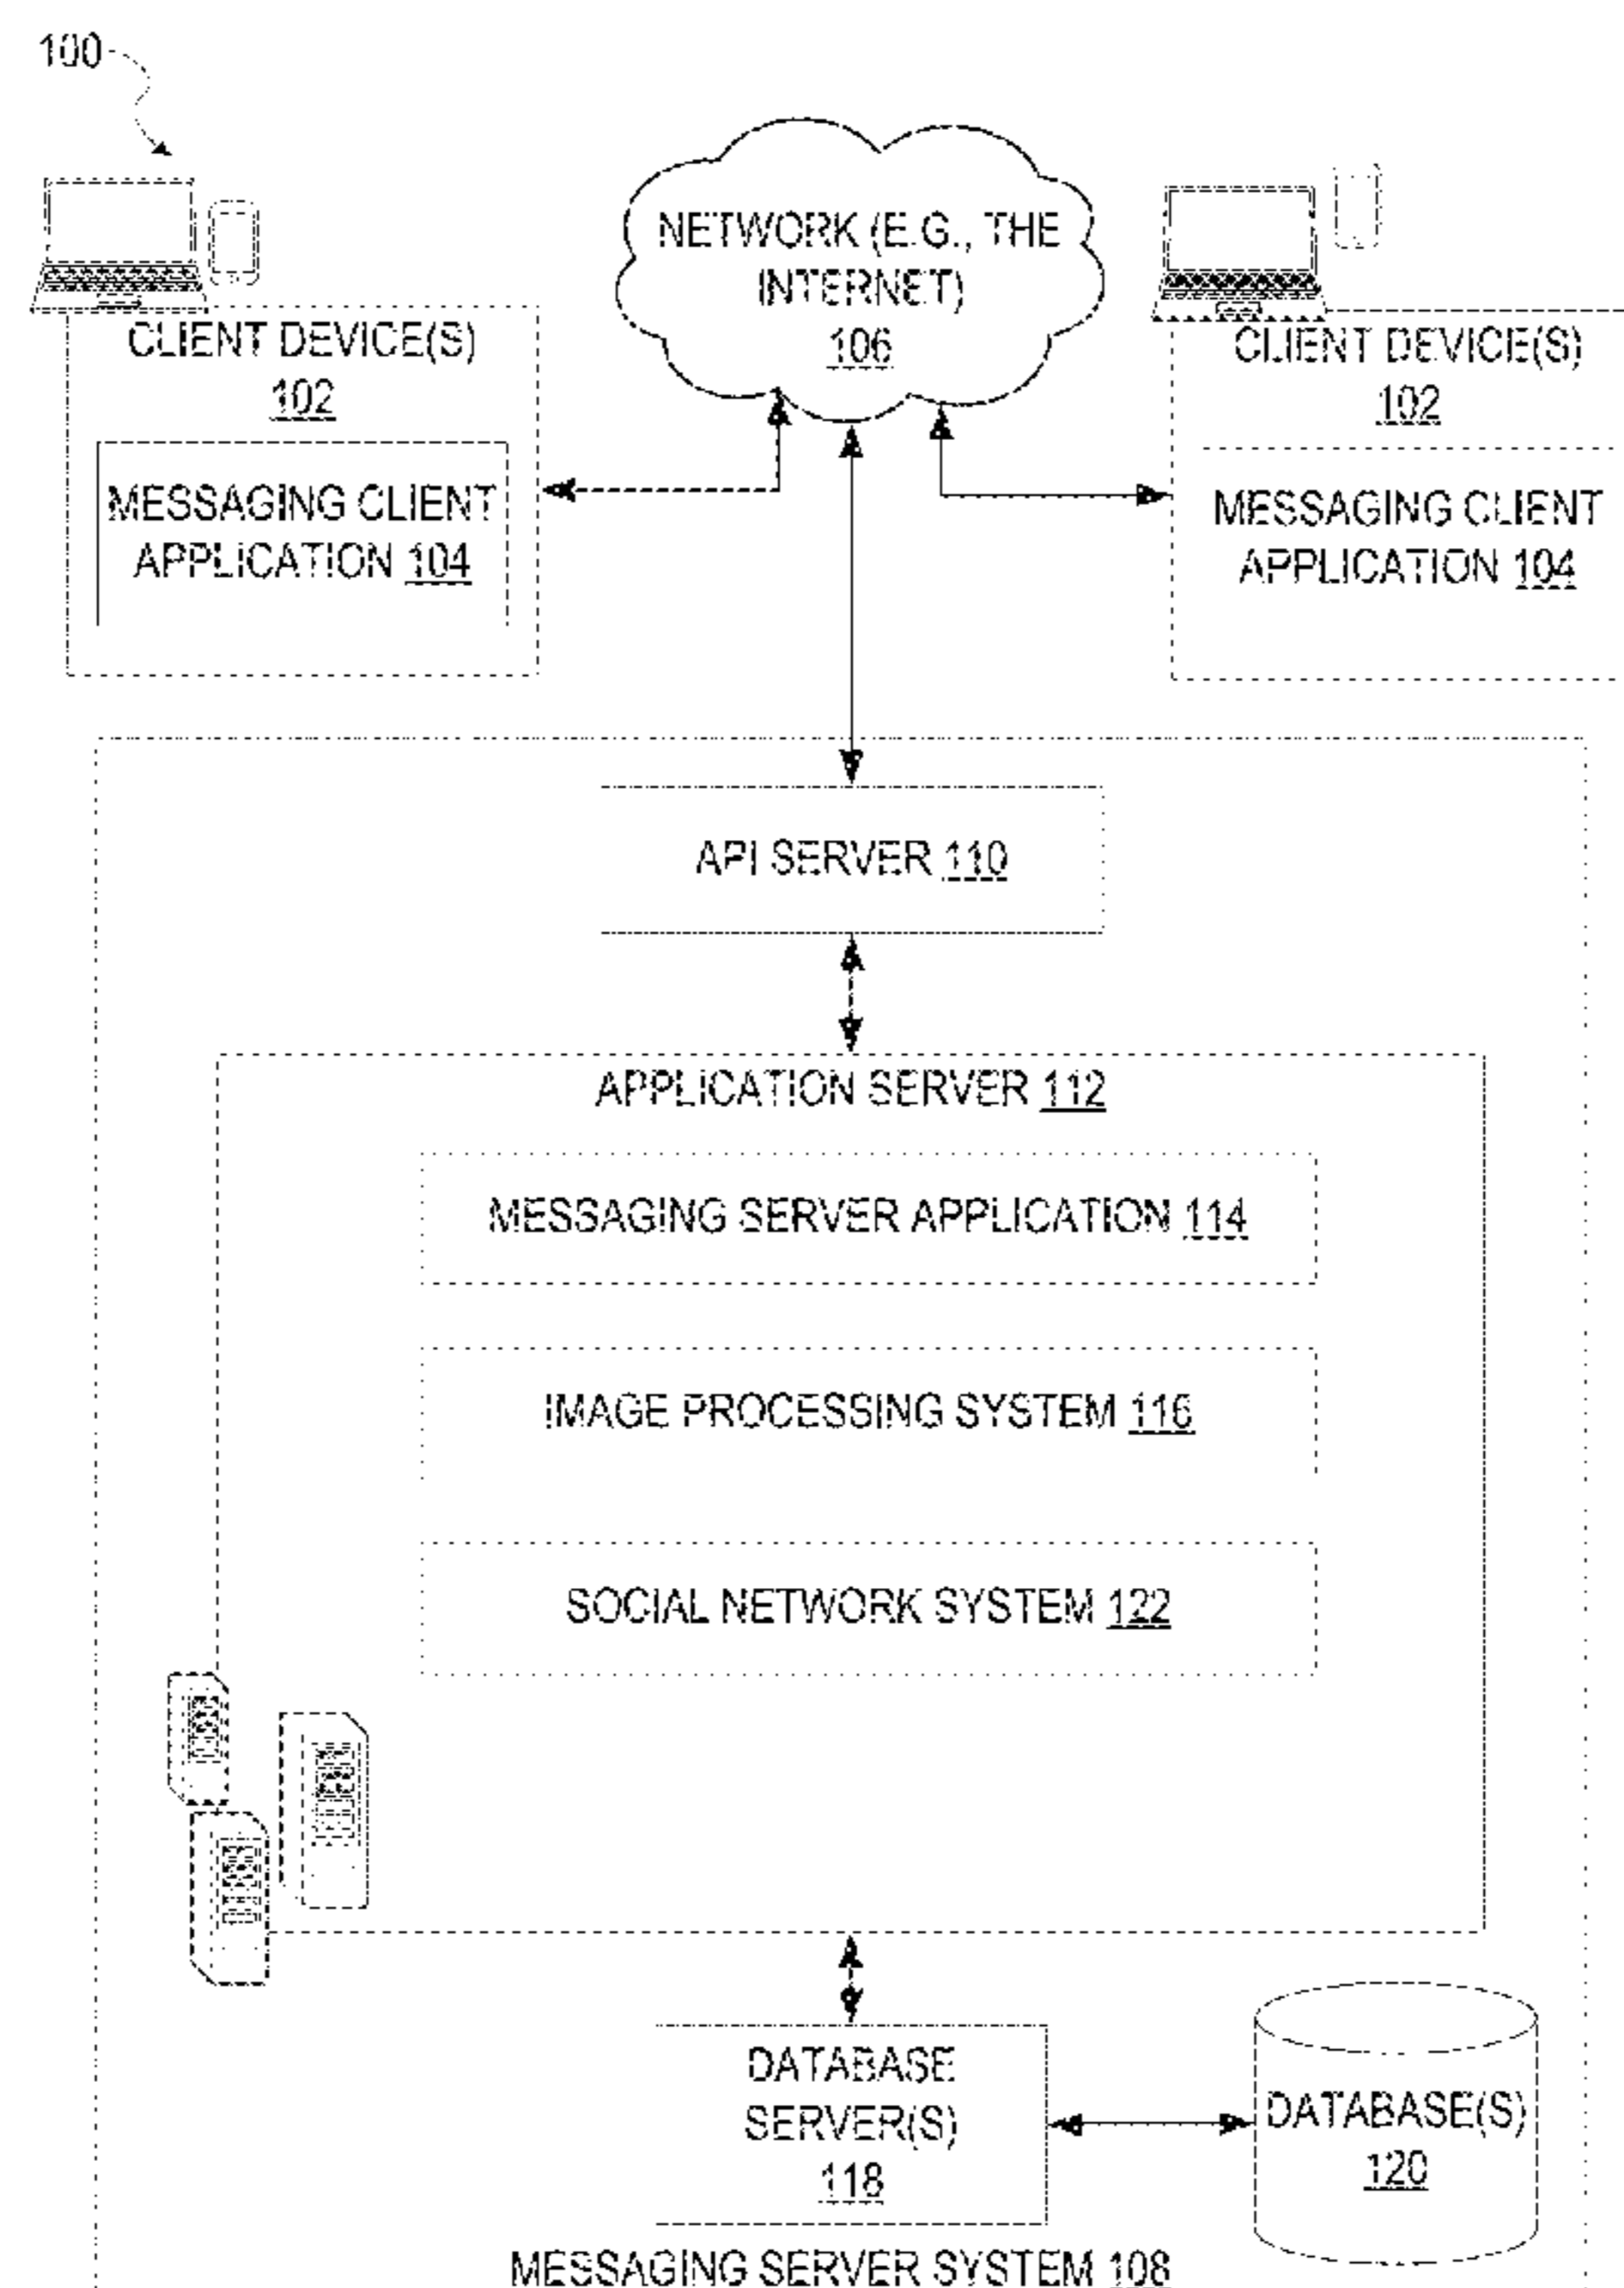 100
NETWORK (E.G., THE
INTERNET)
106
CLIENT DEVICE(S)
102
MESSAGING CLIENT
APPLICATION 104
CLIENT DEVICE(S)
102
MESSAGING CLIENT
APPLICATION 104
API SERVER 110
APPLICATION SERVER 112
MESSAGING SERVER APPLICATION 114
IMAGE PROCESSING SYSTEM 116
SOCIAL NETWORK SYSTEM 122
DATABASE
SERVER(S)
118
DATABASE(S)
120
MESSAGING SERVER SYSTEM 108